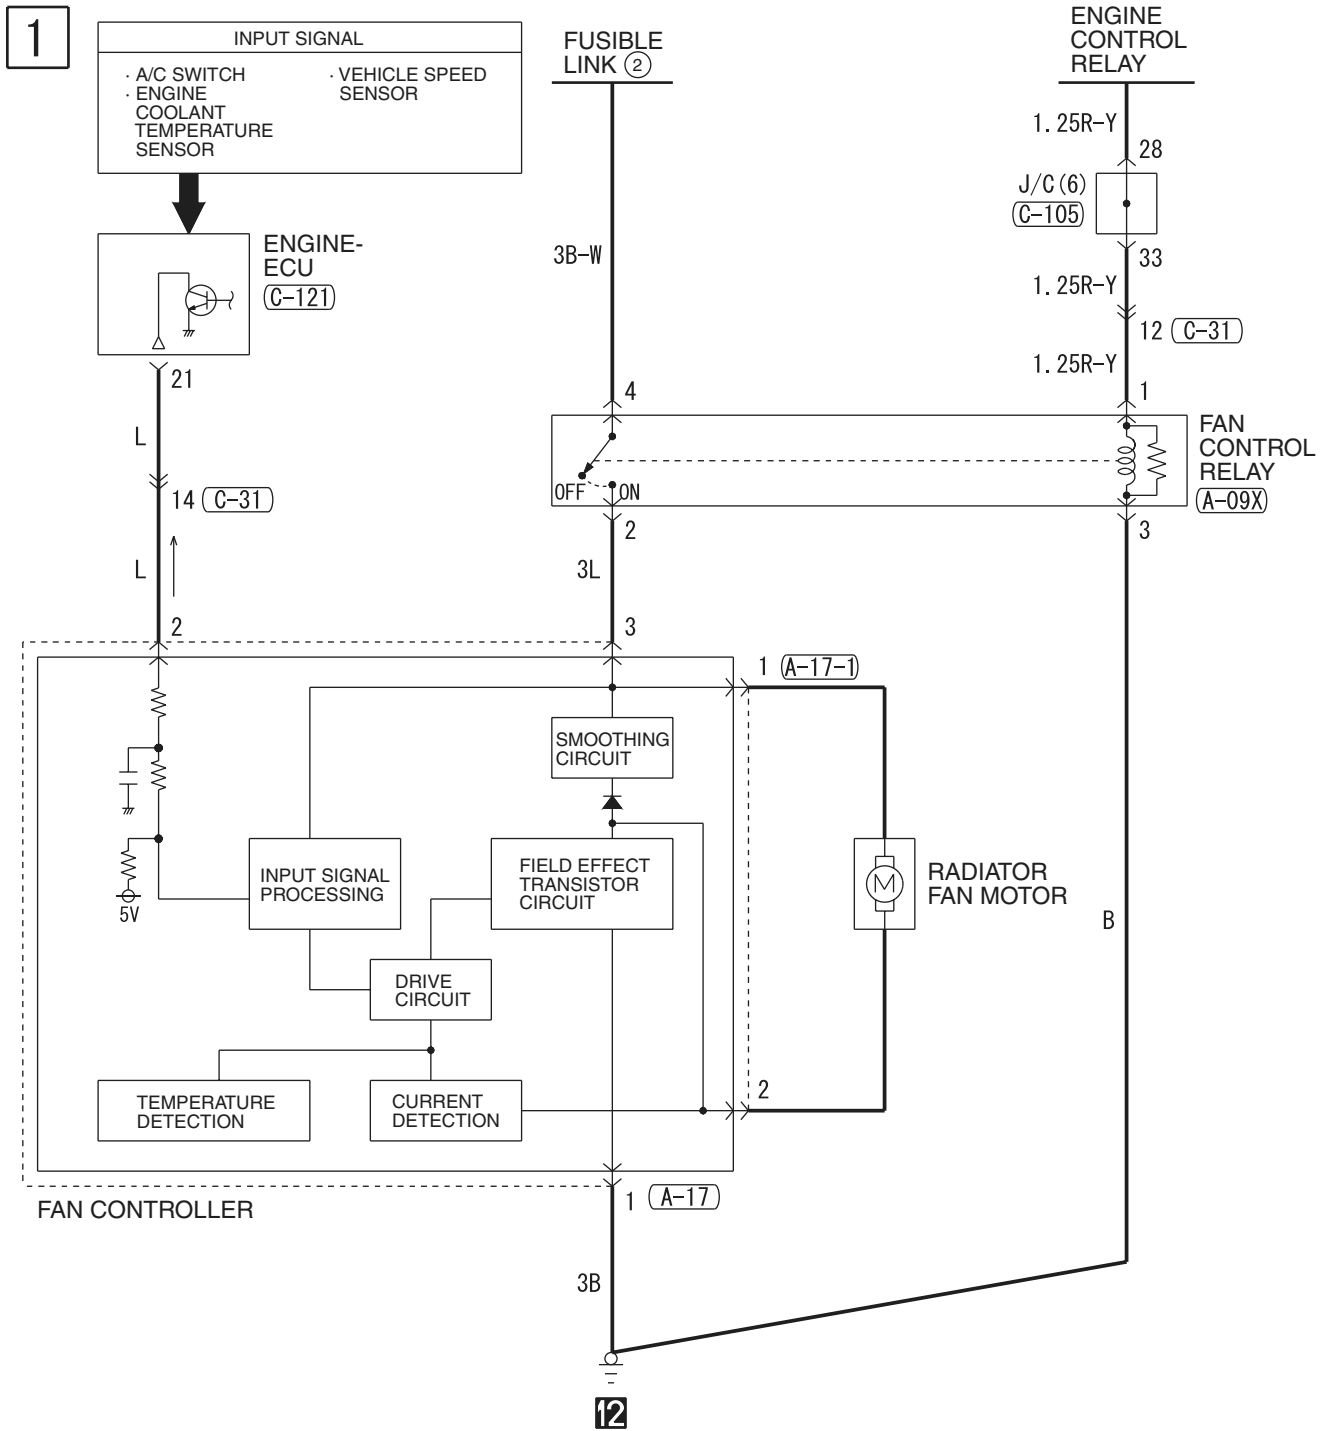 1
INPUT SIGNAL
· A/C SWITCH
· ENGINE
COOLANT
TEMPERATURE
SENSOR
· VEHICLE SPEED
SENSOR
FUSIBLE
LINK ②
ENGINE
CONTROL
RELAY
1.25R-Y
28
J/C(6)
C-105
33
1.25R-Y
12 C-31
1.25R-Y
1
ENGINE-
ECU
C-121
21
L
14 C-31
L
2
3B-W
4
OFF ON
FAN
CONTROL
RELAY
A-09X
2
3
3L
3
1 A-17-1
SMOOTHING
CIRCUIT
5V
INPUT SIGNAL
PROCESSING
FIELD EFFECT
TRANSISTOR
CIRCUIT
M
RADIATOR
FAN MOTOR
B
DRIVE
CIRCUIT
TEMPERATURE
DETECTION
CURRENT
DETECTION
2
FAN CONTROLLER
1 A-17
3B
12